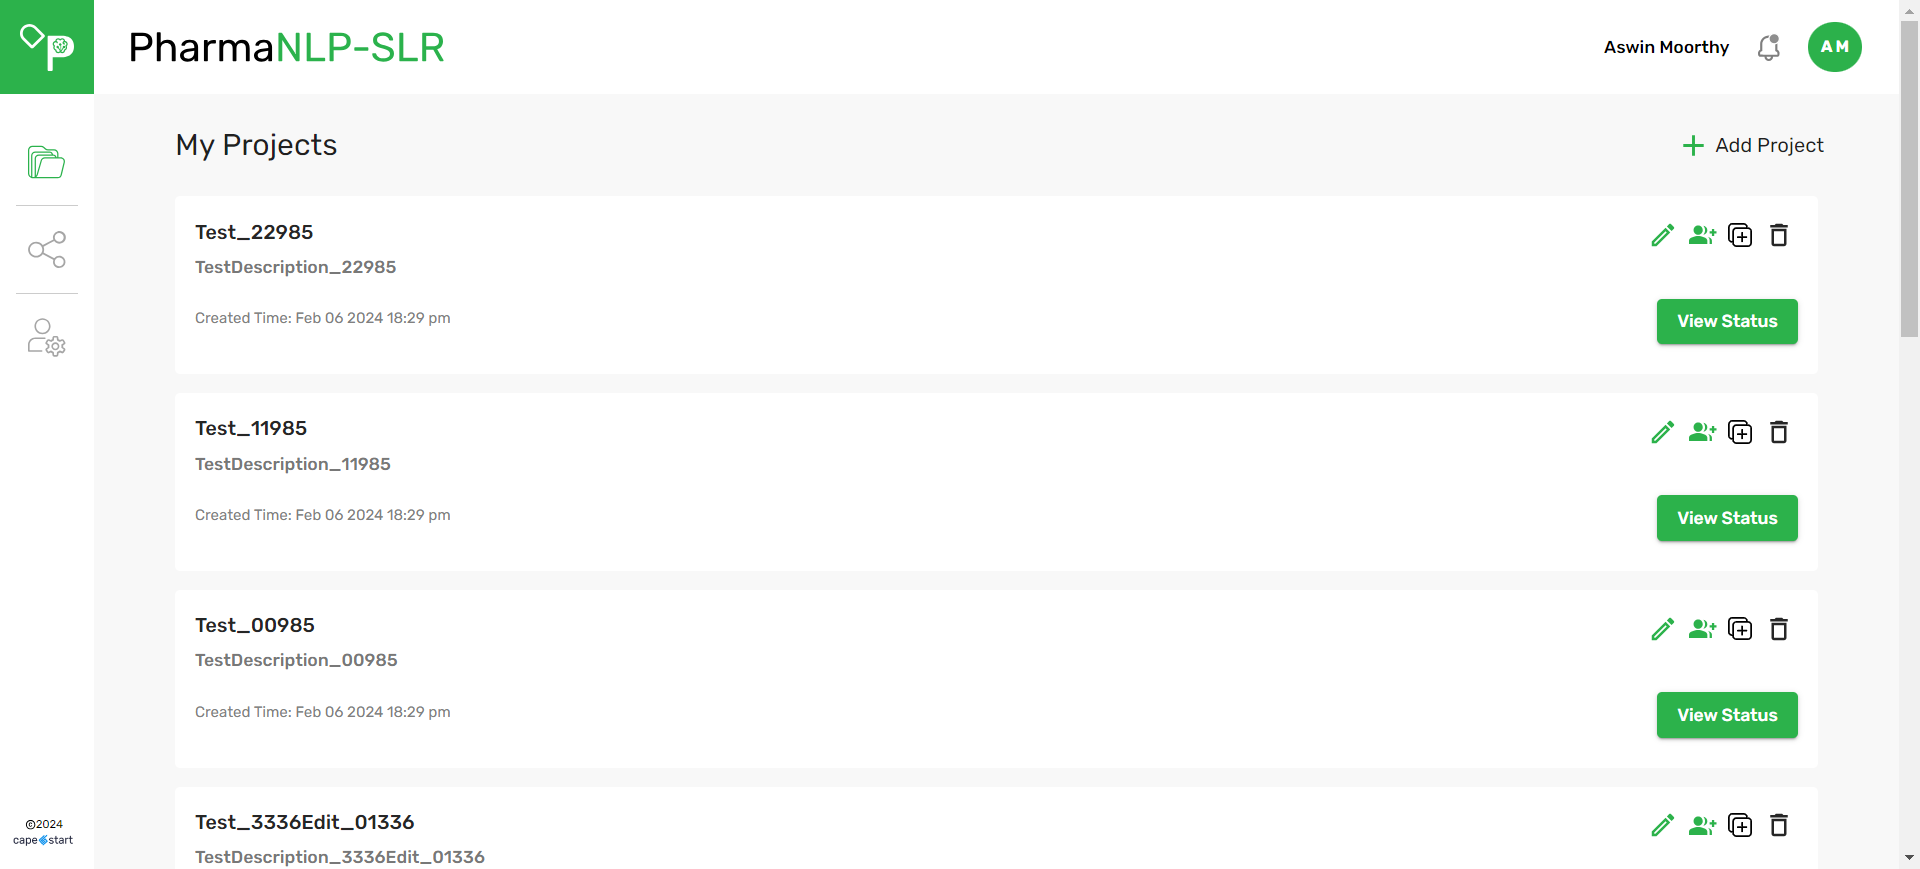 P
PharmaNLP-SLR
Aswin Moorthy
AM
My Projects
Add Project
Test_22985
TestDescription_22985
Created Time: Feb 06 2024 18:29 pm
View Status
Test_11985
TestDescription_11985
Created Time: Feb 06 2024 18:29 pm
View Status
Test_00985
TestDescription_00985
Created Time: Feb 06 2024 18:29 pm
View Status
Test_3336Edit_01336
TestDescription_3336Edit_01336
©2024
cape start